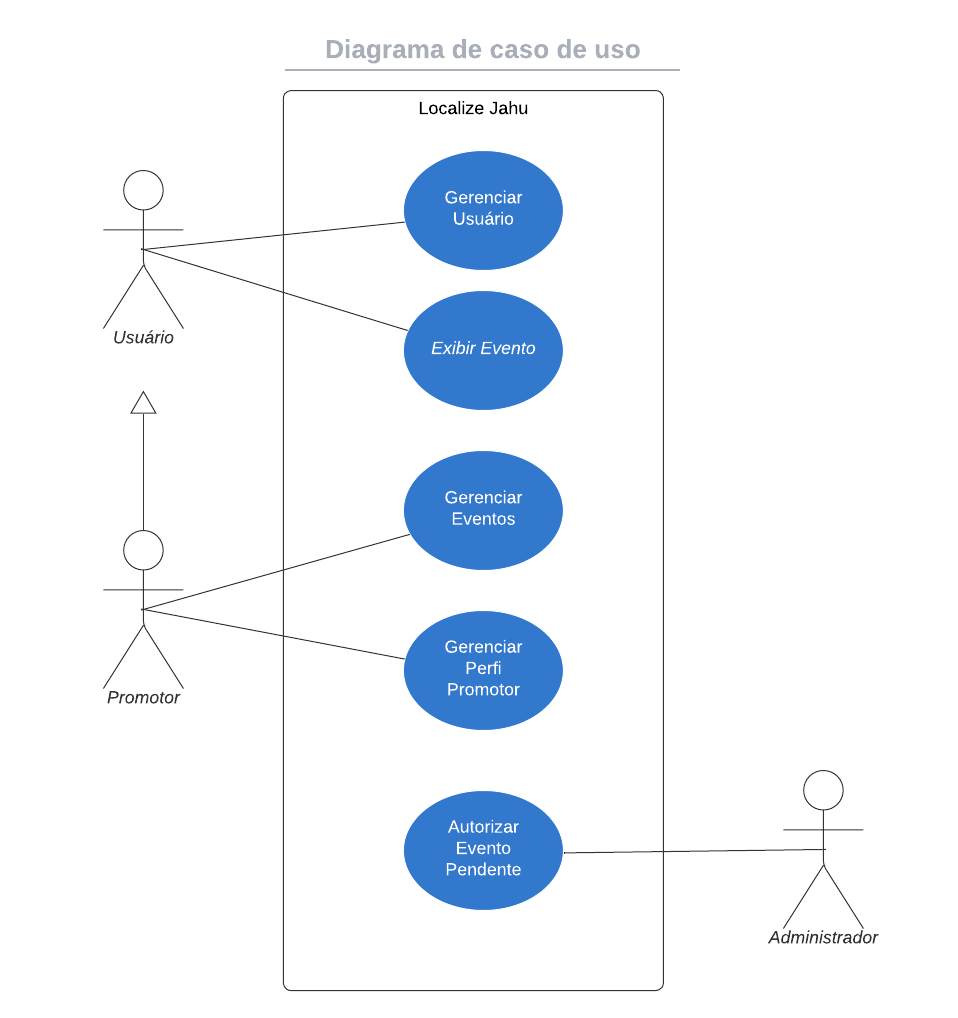 Diagrama de caso de uso
Localize Jahu
Gerenciar
Usuário
Usuário
Exibir Evento
Gerenciar
Eventos
Gerenciar
Perfi
Promotor
Promotor
Autorizar
Evento
Pendente
Administrador